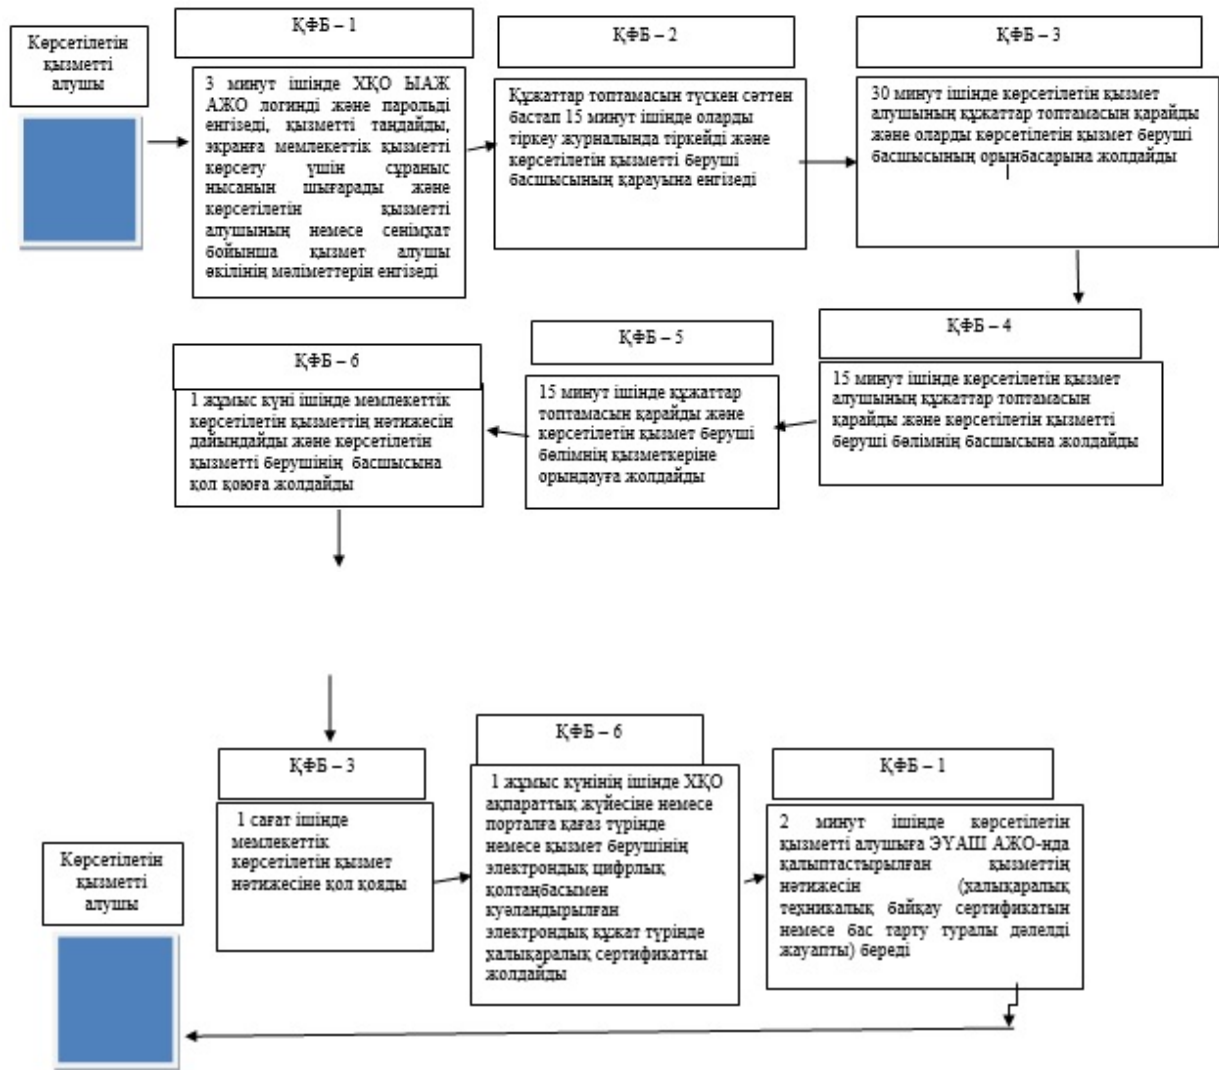 Көрсетілетін
қызметті
алушы
ҚФБ – 1
3 минут ішінде ХҚО ЫАЖ
АЖО логинді және парольді
енгізеді, қызметті таңдайды,
экранға мемлекеттік қызметті
көрсету үшін сұраныс
нысанын шығарады және
көрсетілетін қызметті
алушының немесе сенімхат
бойынша қызмет алушы
өкілінің мәліметтерін енгізеді
ҚФБ – 2
Құжаттар топтамасын түскен сәттен
бастап 15 минут ішінде оларды
тіркеу журналында тіркейді және
көрсетілетін қызметті беруші
басшысының қарауына енгізеді
ҚФБ – 3
30 минут ішінде көрсетілетін қызмет
алушының құжаттар топтамасын қарайды
және оларды көрсетілетін қызмет беруші
басшысының орынбасарына жолдайды
ҚФБ – 4
15 минут ішінде көрсетілетін қызмет
алушының құжаттар топтамасын
қарайды және көрсетілетін қызметті
беруші бөлімнің басшысына жолдайды
ҚФБ – 5
15 минут ішінде құжаттар
топтамасын қарайды және
көрсетілетін қызмет беруші
бөлімнің қызметкеріне
орындауға жолдайды
ҚФБ – 6
1 жұмыс күні ішінде мемлекеттік
көрсетілетін қызметтің нәтижесін
дайындайды және көрсетілетін
қызметті берушінің басшысына
қол қоюға жолдайды
ҚФБ – 3
1 сағат ішінде
мемлекеттік
көрсетілетін қызмет
нәтижесіне қол қояды
ҚФБ – 6
1 жұмыс күнінің ішінде ХҚО
ақпараттық жүйесіне немесе
порталға қағаз түрінде
немесе қызмет берушінің
электрондық цифрлық
қолтаңбасымен
куәландырылған
электрондық құжат түрінде
халықаралық сертификатты
жолдайды
ҚФБ – 1
2 минут ішінде көрсетілетін
қызметті алушыға ЭҮАШ АЖО-нда
қалыптастырылған қызметтің
нәтижесін (халықаралық
техникалық байқау сертификатын
немесе бас тарту туралы дәлелді
жауапты) береді
Көрсетілетін
қызметті
алушы